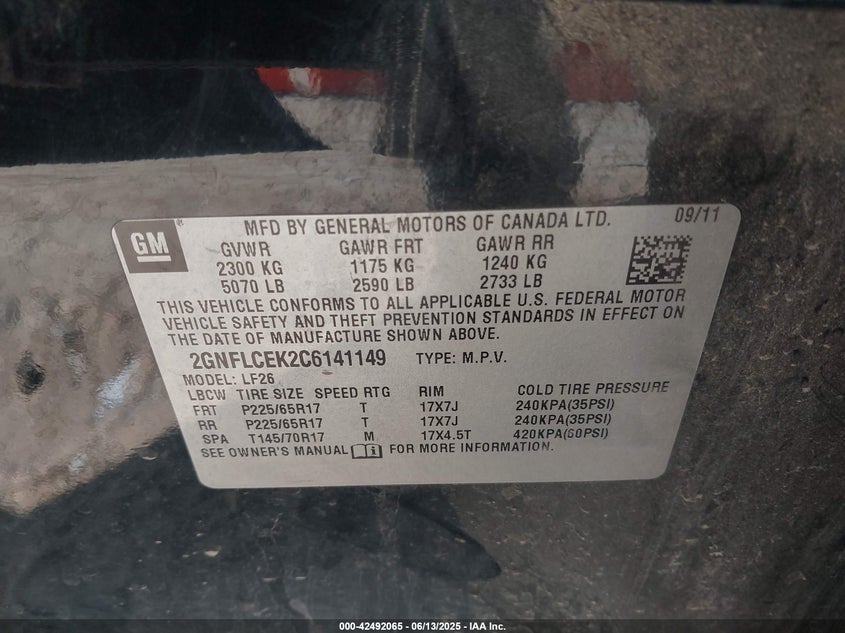 GM
MFD BY GENERAL MOTORS OF CANADA LTD. 09/11
GVWR GAWR FRT GAWR RR
2300 KG 1175 KG 1240 KG
5070 LB 2590 LB 2733 LB
THIS VEHICLE CONFORMS TO ALL APPLICABLE U.S. FEDERAL MOTOR
VEHICLE SAFETY AND THEFT PREVENTION STANDARDS IN EFFECT ON
THE DATE OF MANUFACTURE SHOWN ABOVE.
2GNFLCEK2C6141149 TYPE: M.P.V.
MODEL: LF26
LBCW TIRE SIZE SPEED RTG RIM COLD TIRE PRESSURE
FRT P225/65R17 T 17X7J 240KPA(35PSI)
RR P225/65R17 T 17X7J 240KPA(35PSI)
SPA T145/70R17 M 17X4.5T 420KPA(60PSI)
SEE OWNER'S MANUAL FOR MORE INFORMATION.
000-42492065 - 06/13/2025 - IAA Inc.